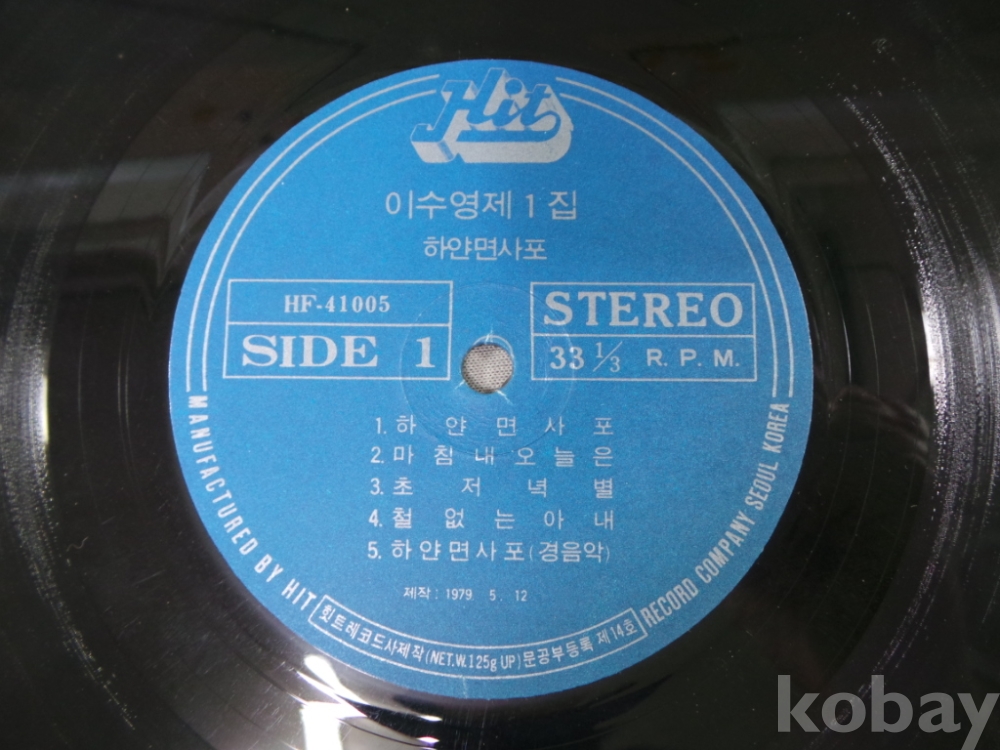 Hit
이수영제 1 집
하얀면사포
HF-41005
SIDE 1
STEREO
33 1/3 R. P. M.
1. 하얀면사포
2. 마침내오늘은
3. 초저녁별
4. 철없는아내
5. 하얀면사포(경음악)
제작 : 1979 5. 12
MANUFACTURED BY HIT RECORD COMPANY SEOUL KOREA
힛트레코드사제작(NET.W.125g UP)문공부등록 제14호
kobay